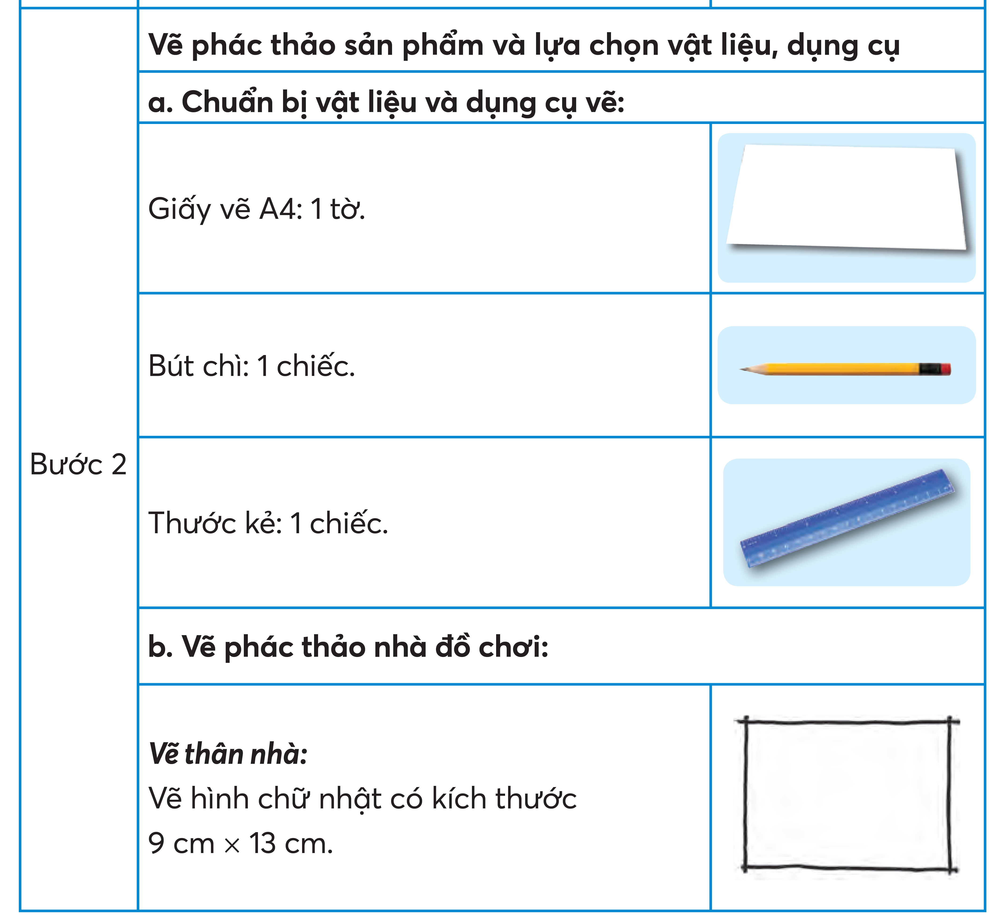 Vẽ phác thảo sản phẩm và lựa chọn vật liệu, dụng cụ
a. Chuẩn bị vật liệu và dụng cụ vẽ:
Giấy vẽ A4: 1 tờ.
Bút chì: 1 chiếc.
Bước 2
Thước kẻ: 1 chiếc.
b. Vẽ phác thảo nhà đồ chơi:
Vẽ thân nhà:
Vẽ hình chữ nhật có kích thước
9 cm × 13 cm.